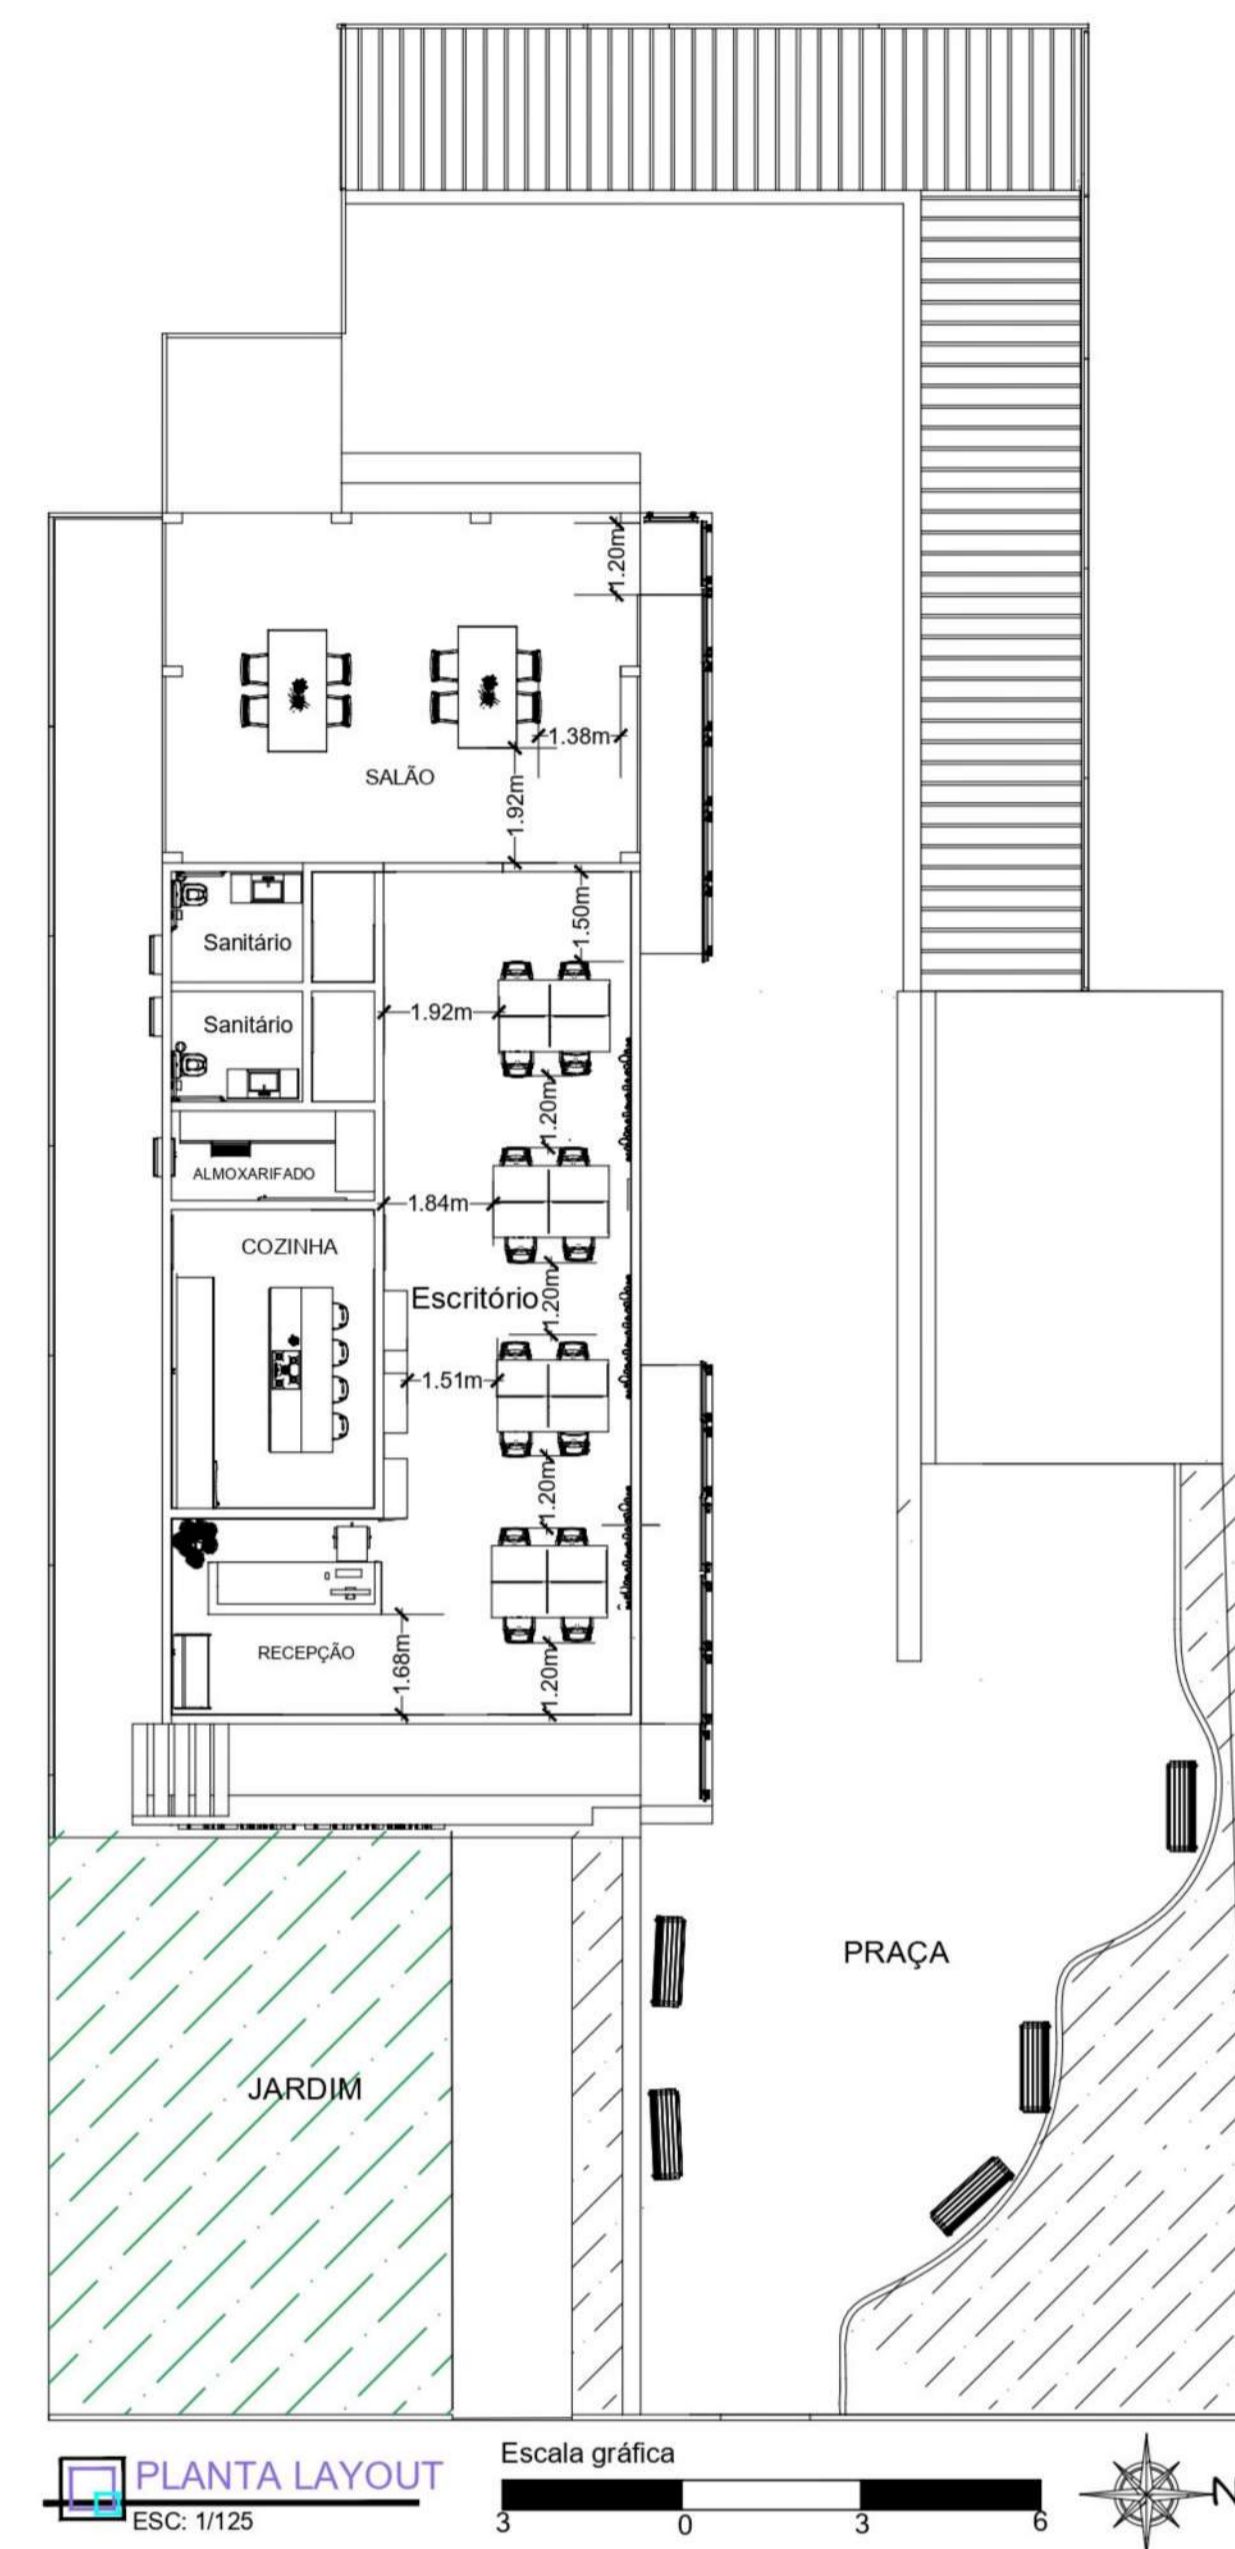 1.20m
1.38m
SALÃO
1.92m
1.50m
Sanitário
1.92m
Sanitário
1.20m
ALMOXARIFADO
1.84m
COZINHA
Escritório
1.20m
1.51m
1.20m
RECEPÇÃO
1.68m
1.20m
PRAÇA
JARDIM
PLANTA LAYOUT
ESC: 1/125
Escala gráfica
3 0 3 6
N